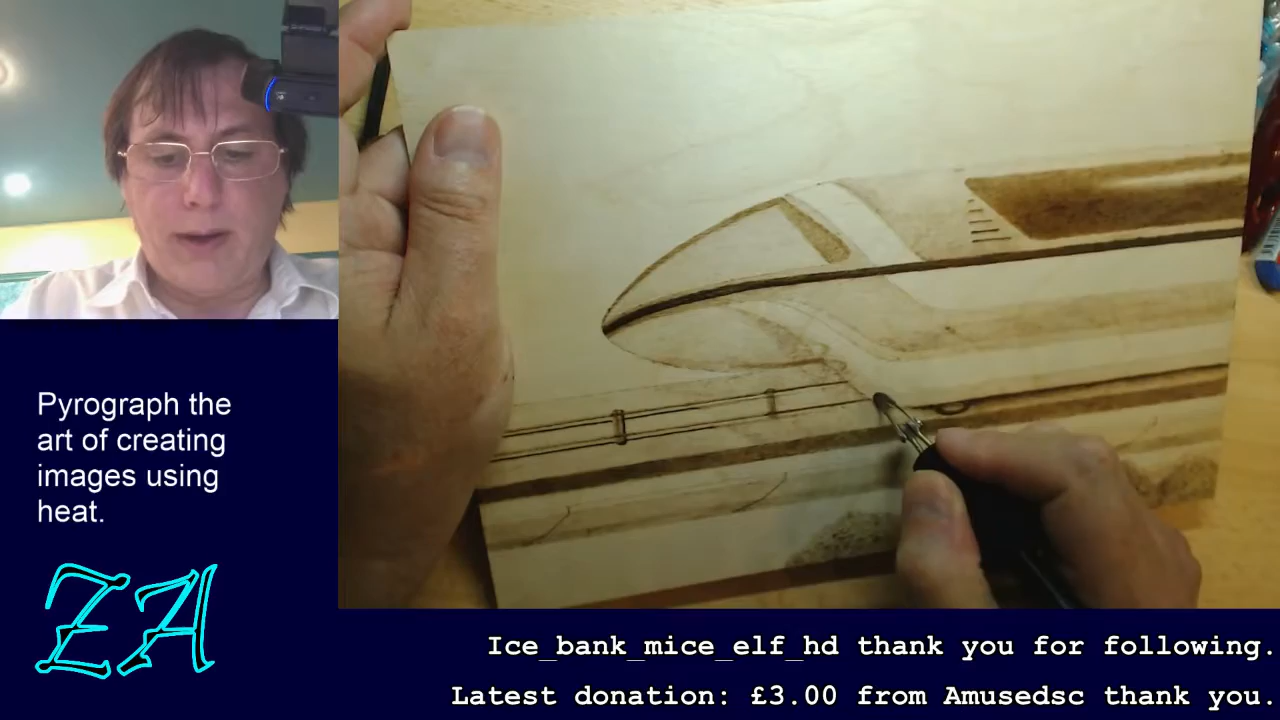 Pyrograph the
art of creating
images using
heat.
ZA
Ice_bank_mice_elf_hd thank you for following.
Latest donation: £3.00 from Amusedsc thank you.